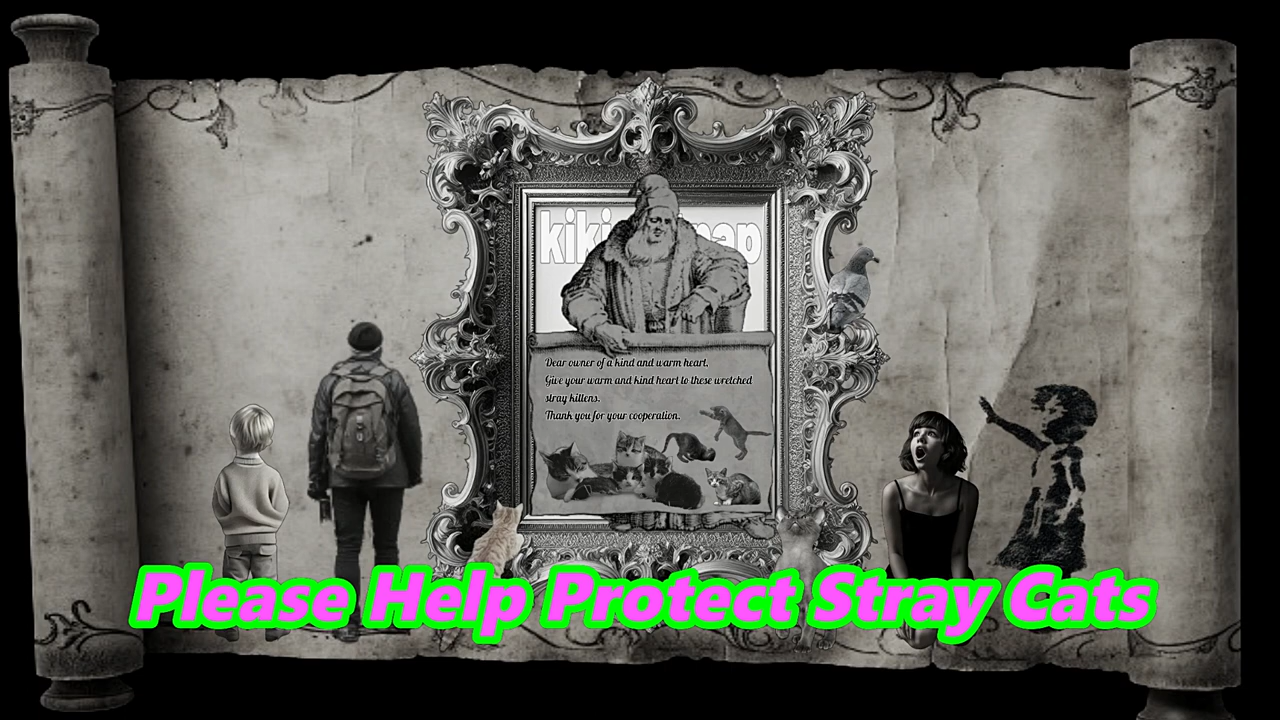 Dear owner of a kind and warm heart,
Give your warm and kind heart to these wretched
stray kittens.
Thank you for your cooperation.
Please Help Protect Stray Cats